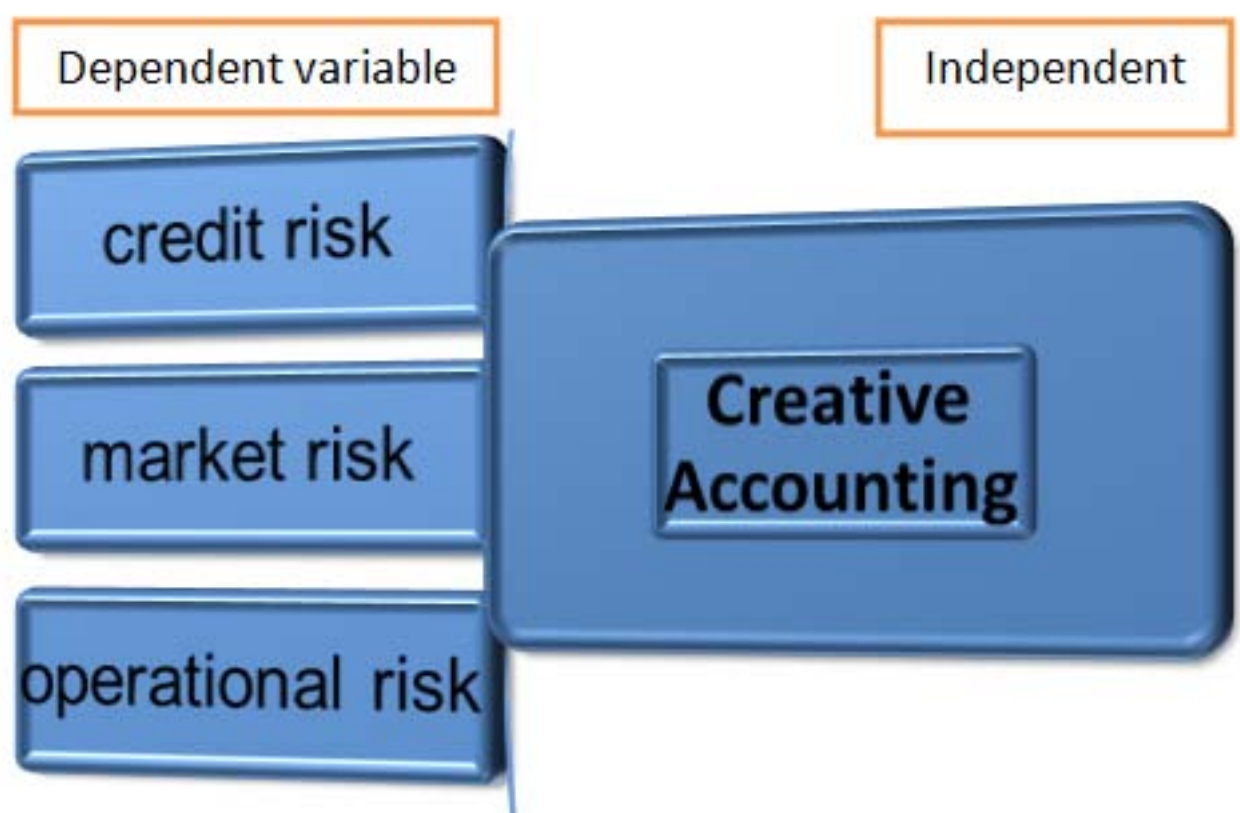 Dependent variable
Independent
credit risk
market risk
operational risk
Creative
Accounting